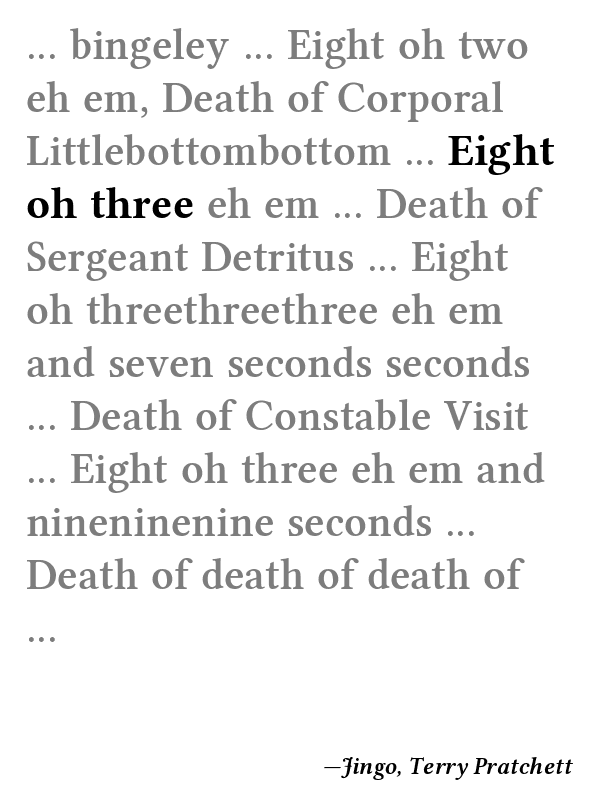 ... bingeley ... Eight oh two
eh em, Death of Corporal
Littlebottombottom ... Eight
oh three eh em ... Death of
Sergeant Detritus ... Eight
oh threethreethree eh em
and seven seconds seconds
... Death of Constable Visit
... Eight oh three eh em and
nineninenine seconds ...
Death of death of death of
...
—Jingo, Terry Pratchett